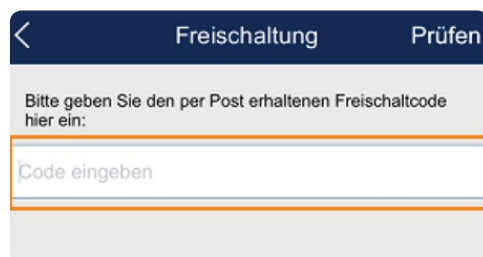 Freischaltung Prüfen
Bitte geben Sie den per Post erhaltenen Freischaltcode
hier ein:
Code eingeben